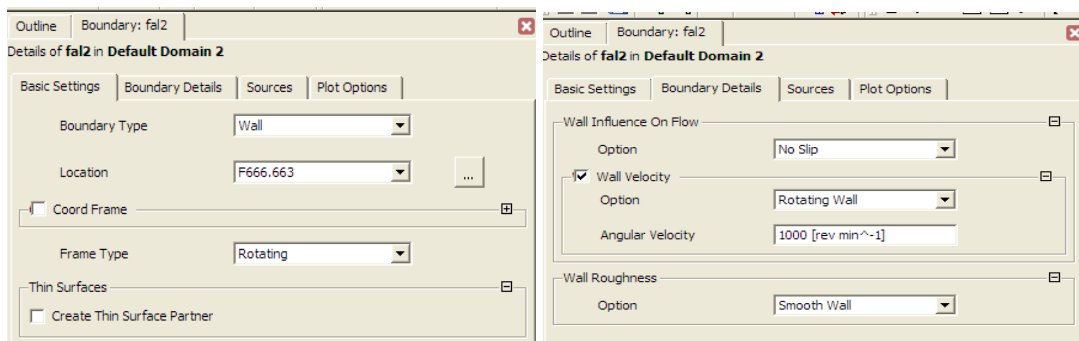 Outline Boundary: fal2
Details of fal2 in Default Domain 2
Basic Settings Boundary Details Sources Plot Options
Boundary Type Wall
Location F666.663 ...
Coord Frame
Frame Type Rotating
Thin Surfaces
Create Thin Surface Partner
Outline Boundary: fal2
Details of fal2 in Default Domain 2
Basic Settings Boundary Details Sources Plot Options
Wall Influence On Flow
Option No Slip
Wall Velocity
Option Rotating Wall
Angular Velocity 1000 [rev min^-1]
Wall Roughness
Option Smooth Wall